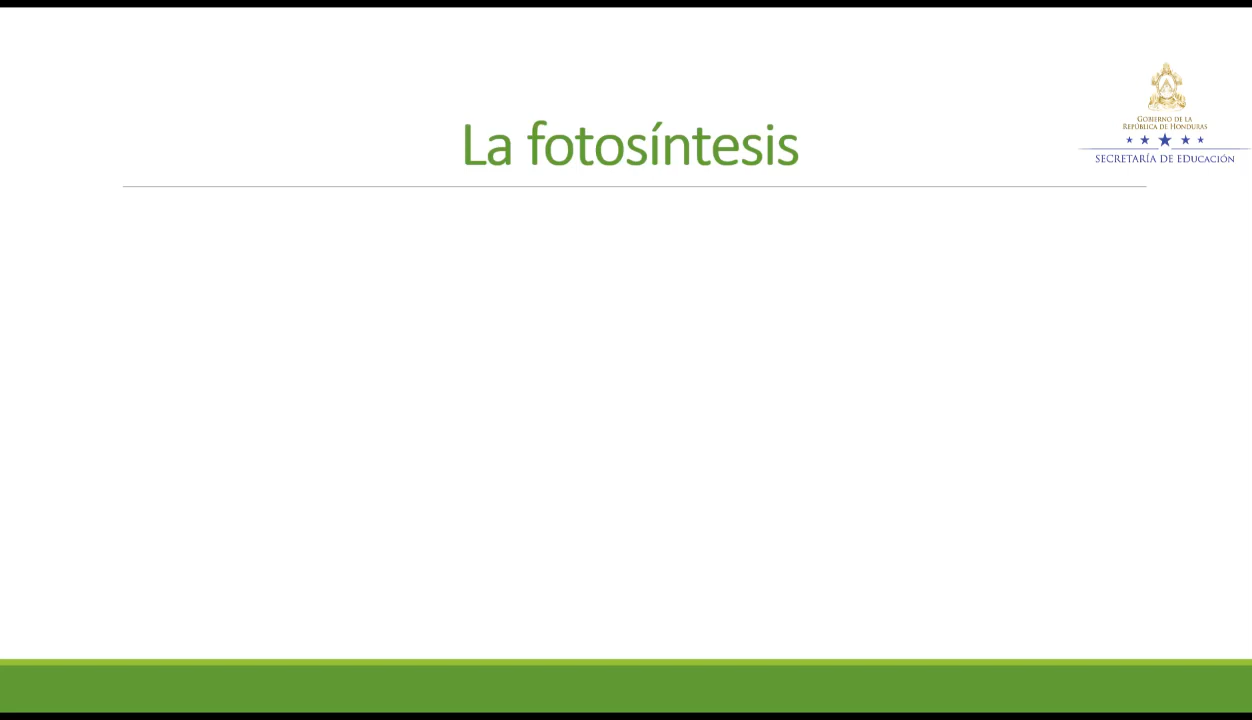 La fotosíntesis
GOBIERNO DE LA
REPÚBLICA DE HONDURAS
SECRETARÍA DE EDUCACIÓN